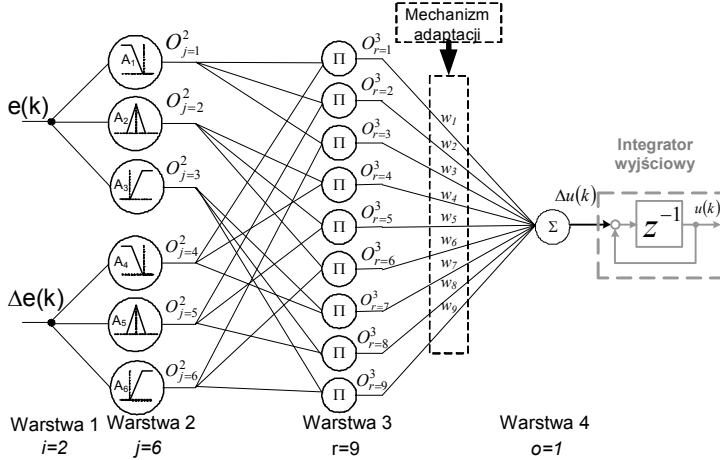 Mechanizm
adaptacji
e(k)
Δe(k)
A₁
A₂
A₃
A₄
A₅
A₆
O²ⱼ₌₁
O²ⱼ₌₂
O²ⱼ₌₃
O²ⱼ₌₄
O²ⱼ₌₅
O²ⱼ₌₆
Π
Π
Π
Π
Π
Π
Π
Π
Π
O³ᵣ₌₁
O³ᵣ₌₂
O³ᵣ₌₃
O³ᵣ₌₄
O³ᵣ₌₅
O³ᵣ₌₆
O³ᵣ₌₇
O³ᵣ₌₈
O³ᵣ₌₉
w₁
w₂
w₃
w₄
w₅
w₆
w₇
w₈
w₉
Σ
Δu(k)
Integrator
wyjściowy
z⁻¹
u(k)
Warstwa 1
i=2
Warstwa 2
j=6
Warstwa 3
r=9
Warstwa 4
o=1